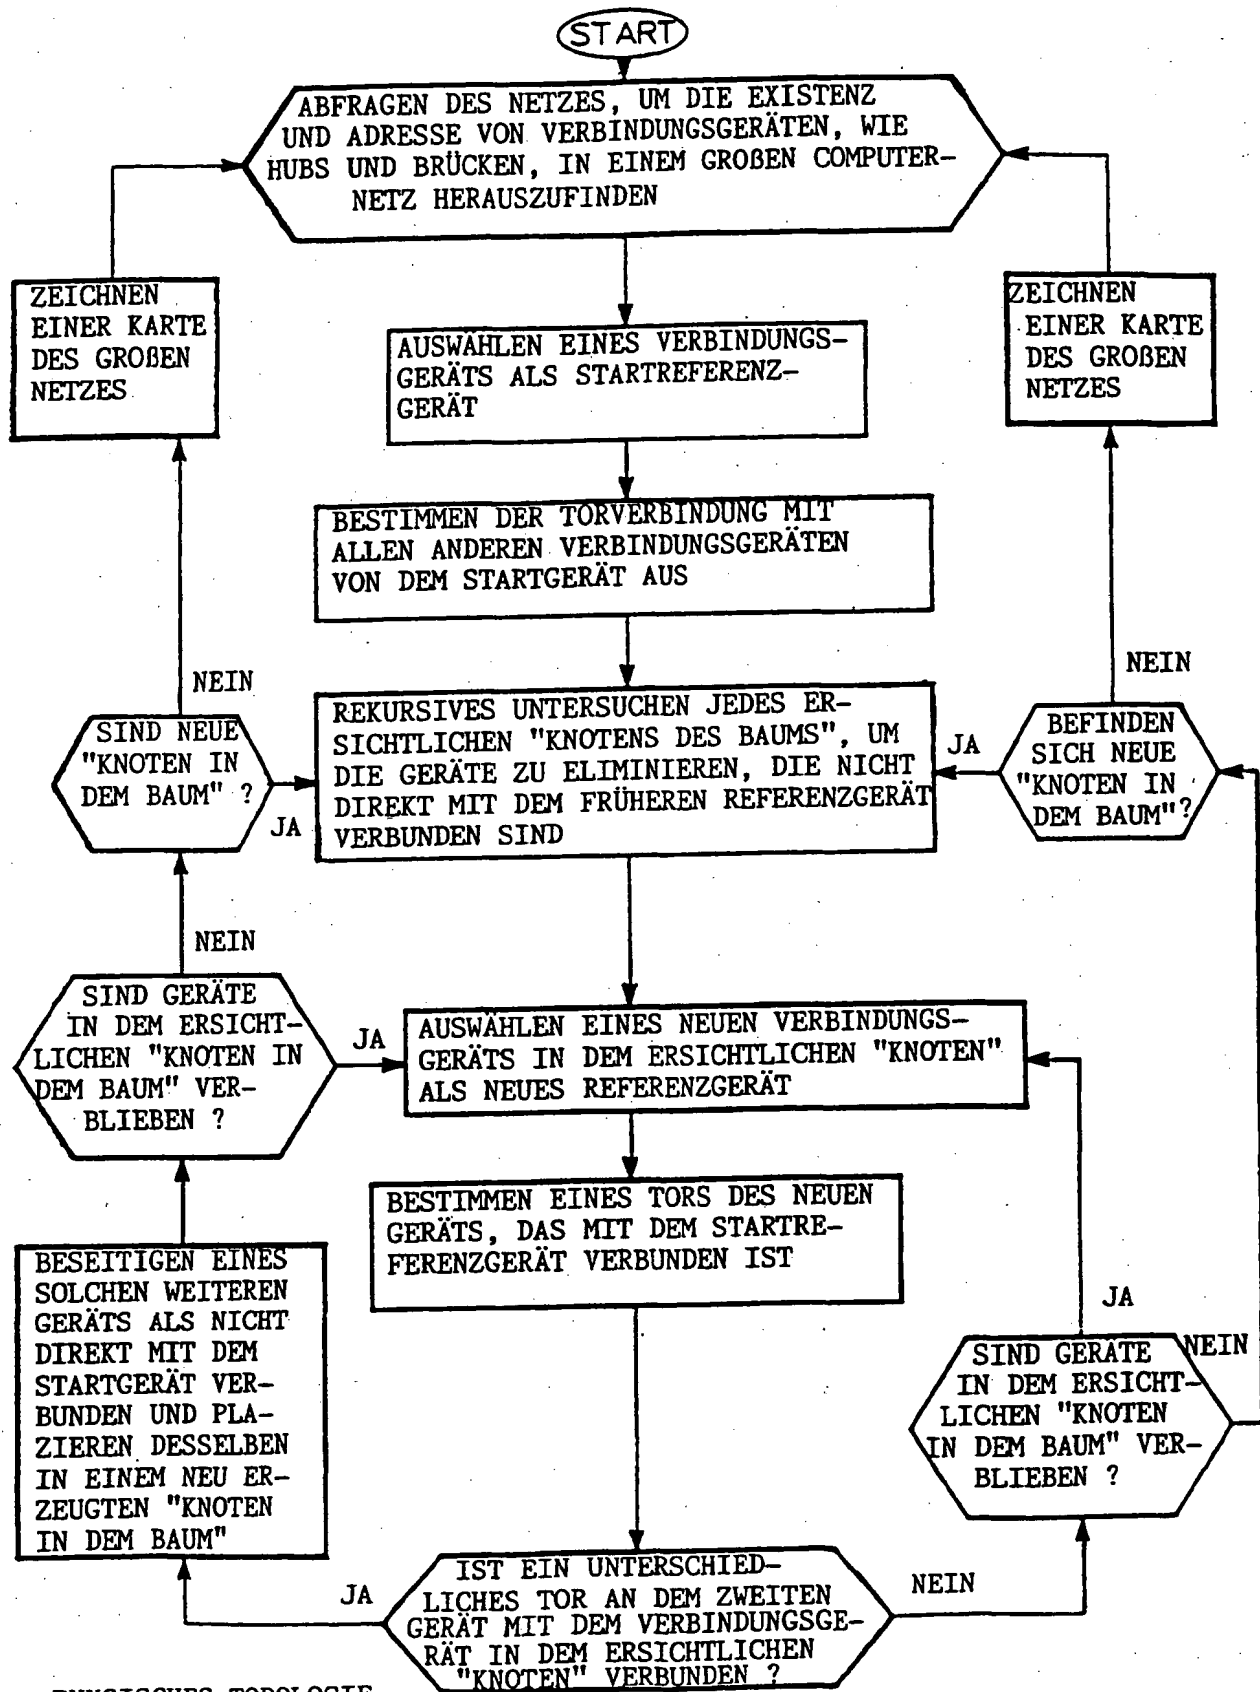 START
ABFRAGEN DES NETZES, UM DIE EXISTENZ
UND ADRESSE VON VERBINDUNGSGERÄTEN, WIE
HUBS UND BRÜCKEN, IN EINEM GROßEN COMPUTER-
NETZ HERAUSZUFINDEN
ZEICHNEN
EINER KARTE
DES GROßEN
NETZES
AUSWÄHLEN EINES VERBINDUNGS-
GERÄTS ALS STARTREFERENZ-
GERÄT
ZEICHNEN
EINER KARTE
DES GROßEN
NETZES
BESTIMMEN DER TORVERBINDUNG MIT
ALLEN ANDEREN VERBINDUNGSGERÄTEN
VON DEM STARTGERÄT AUS
NEIN
NEIN
SIND NEUE
"KNOTEN IN
DEM BAUM" ?
JA
REKURSIVES UNTERSUCHEN JEDES ER-
SICHTLICHEN "KNOTENS DES BAUMS", UM
DIE GERÄTE ZU ELIMINIEREN, DIE NICHT
DIREKT MIT DEM FRÜHEREN REFERENZGERÄT
VERBUNDEN SIND
JA
BEFINDEN
SICH NEUE
"KNOTEN IN
DEM BAUM"?
NEIN
SIND GERÄTE
IN DEM ERSICHT-
LICHEN "KNOTEN IN
DEM BAUM" VER-
BLIEBEN ?
JA
AUSWÄHLEN EINES NEUEN VERBINDUNGS-
GERÄTS IN DEM ERSICHTLICHEN "KNOTEN"
ALS NEUES REFERENZGERÄT
BESTIMMEN EINES TORS DES NEUEN
GERÄTS, DAS MIT DEM STARTRE-
FERENZGERÄT VERBUNDEN IST
BESEITIGEN EINES
SOLCHEN WEITEREN
GERÄTS ALS NICHT
DIREKT MIT DEM
STARTGERÄT VER-
BUNDEN UND PLA-
ZIEREN DESSELBEN
IN EINEM NEU ER-
ZEUGTEN "KNOTEN
IN DEM BAUM"
JA
NEIN
SIND GERÄTE
IN DEM ERSICHT-
LICHEN "KNOTEN
IN DEM BAUM" VER-
BLIEBEN ?
JA
IST EIN UNTERSCHIED-
LICHES TOR AN DEM ZWEITEN
GERÄT MIT DEM VERBINDUNGSGE-
RÄT IN DEM ERSICHTLICHEN
"KNOTEN" VERBUNDEN ?
NEIN
TOPOLOGIE